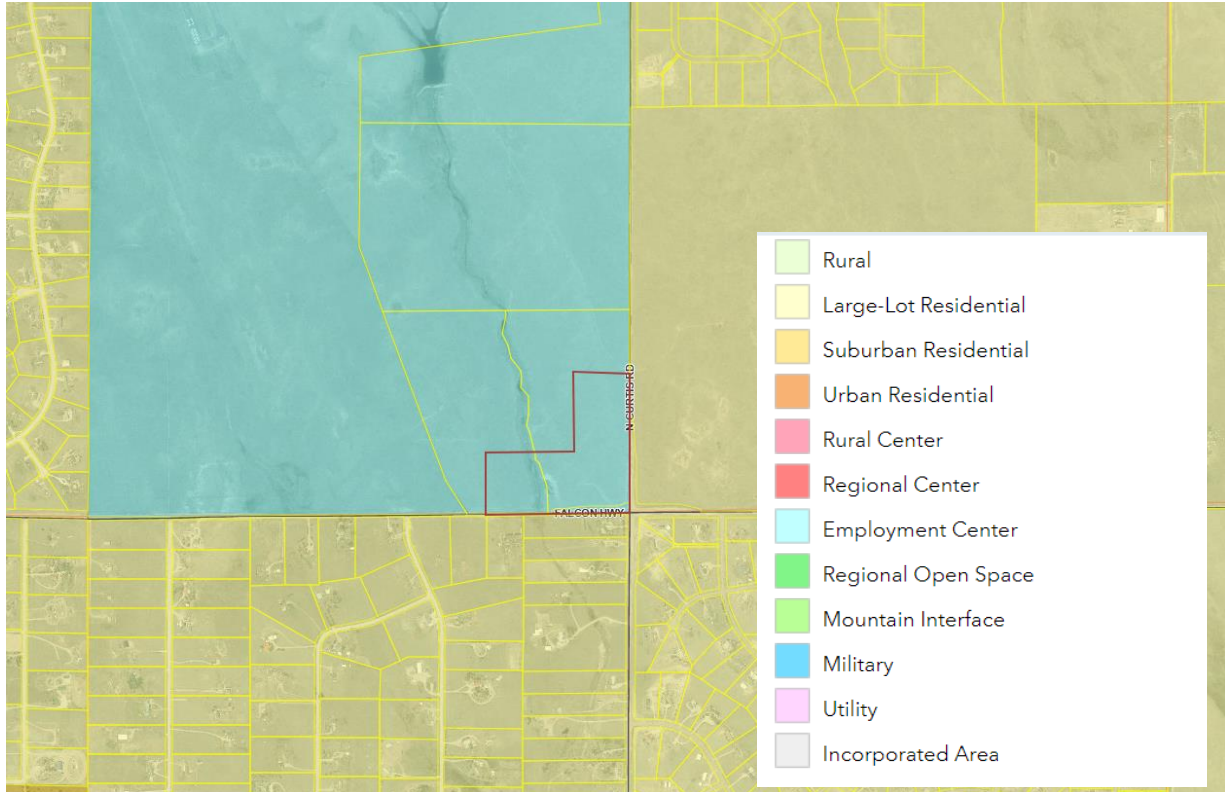 N CURTIS RD
FALCON HWY
Rural
Large-Lot Residential
Suburban Residential
Urban Residential
Rural Center
Regional Center
Employment Center
Regional Open Space
Mountain Interface
Military
Utility
Incorporated Area